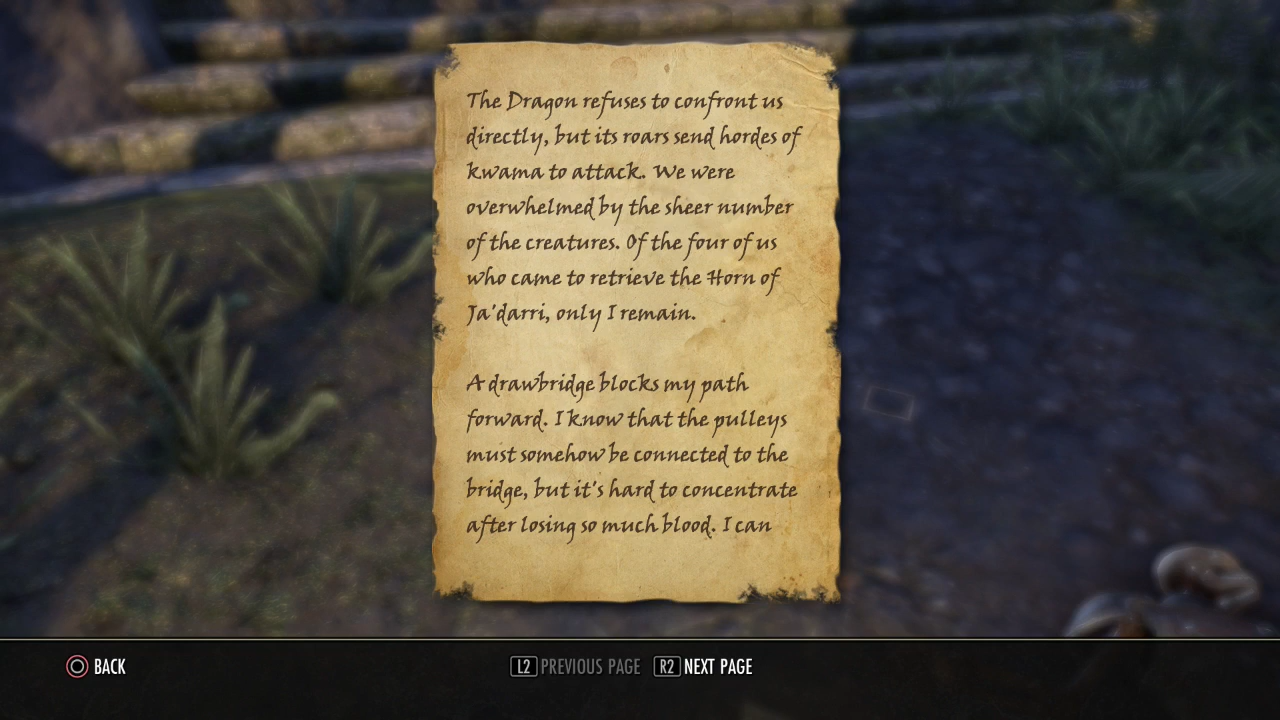 The Dragon refuses to confront us
directly, but its roars send hordes of
kwama to attack. We were
overwhelmed by the sheer number
of the creatures. Of the four of us
who came to retrieve the Horn of
Ja'darri, only I remain.
A drawbridge blocks my path
forward. I know that the pulleys
must somehow be connected to the
bridge, but it's hard to concentrate
after losing so much blood. I can
BACK
L2 PREVIOUS PAGE R2 NEXT PAGE